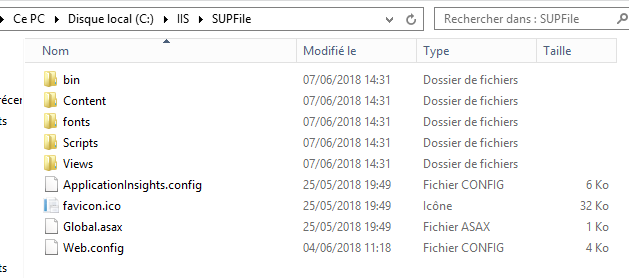 Ce PC Disque local (C:) IIS SUPFile Rechercher dans : SUPFile
Nom Modifié le Type Taille
bin 07/06/2018 14:31 Dossier de fichiers
Content 07/06/2018 14:31 Dossier de fichiers
fonts 07/06/2018 14:31 Dossier de fichiers
Scripts 07/06/2018 14:31 Dossier de fichiers
Views 07/06/2018 14:31 Dossier de fichiers
ApplicationInsights.config 25/05/2018 19:49 Fichier CONFIG 6 Ko
favicon.ico 25/05/2018 19:49 Icône 32 Ko
Global.asax 25/05/2018 19:49 Fichier ASAX 1 Ko
Web.config 04/06/2018 11:18 Fichier CONFIG 4 Ko